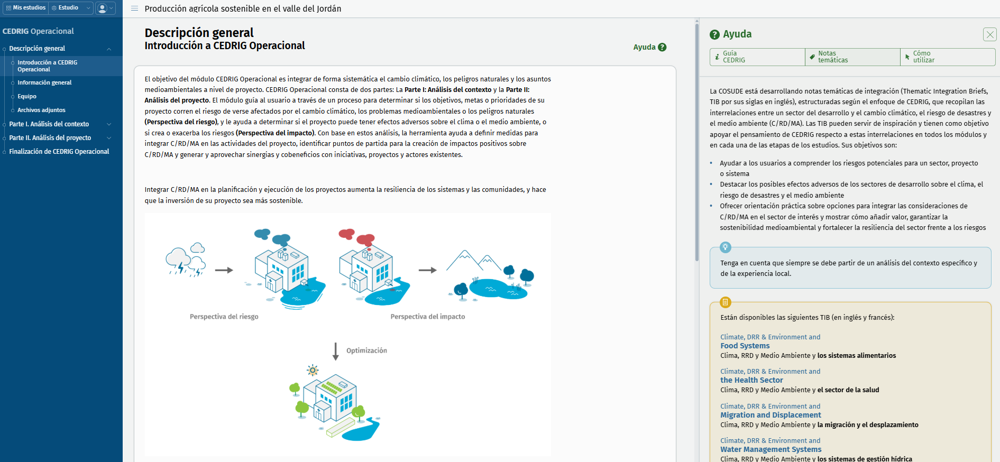 Mis estudios
Estudio
Producción agrícola sostenible en el valle del Jordán
CEDRIG Operacional
Descripción general
Introducción a CEDRIG
Operacional
Información general
Equipo
Archivos adjuntos
Parte I. Análisis del contexto
Parte II. Análisis del proyecto
Finalización de CEDRIG Operacional
Descripción general
Introducción a CEDRIG Operacional
Ayuda
El objetivo del módulo CEDRIG Operacional es integrar de forma sistemática el cambio climático, los peligros naturales y los asuntos
medioambientales a nivel de proyecto. CEDRIG Operacional consta de dos partes: La Parte I: Análisis del contexto y la Parte II:
Análisis del proyecto. El módulo guía al usuario a través de un proceso para determinar si los objetivos, metas o prioridades de su
proyecto corren el riesgo de verse afectados por el cambio climático, los problemas medioambientales o los peligros naturales
(Perspectiva del riesgo), y le ayuda a determinar si el proyecto puede tener efectos adversos sobre el clima o el medio ambiente, o
si crea o exacerba los riesgos (Perspectiva del impacto). Con base en estos análisis, la herramienta ayuda a definir medidas para
integrar C/RD/MA en las actividades del proyecto, identificar puntos de partida para la creación de impactos positivos sobre
C/RD/MA y generar y aprovechar sinergias y cobeneficios con iniciativas, proyectos y actores existentes.
Integrar C/RD/MA en la planificación y ejecución de los proyectos aumenta la resiliencia de los sistemas y las comunidades, y hace
que la inversión de su proyecto sea más sostenible.
Perspectiva del riesgo
Perspectiva del impacto
Optimización
Ayuda
Guía
CEDRIG
Notas
temáticas
Cómo
utilizar
La COSUDE está desarrollando notas temáticas de integración (Thematic Integration Briefs,
TIB por sus siglas en inglés), estructuradas según el enfoque de CEDRIG, que recopilan las
interrelaciones entre un sector del desarrollo y el cambio climático, el riesgo de desastres y
el medio ambiente (C/RD/MA). Las TIB pueden servir de inspiración y tienen como objetivo
apoyar el pensamiento de CEDRIG respecto a estas interrelaciones en todos los módulos y
en cada una de las etapas de los estudios. Sus objetivos son:
• Ayudar a los usuarios a comprender los riesgos potenciales para un sector, proyecto
o sistema
• Destacar los posibles efectos adversos de los sectores de desarrollo sobre el clima, el
riesgo de desastres y el medio ambiente
• Ofrecer orientación práctica sobre opciones para integrar las consideraciones de
C/RD/MA en el sector de interés y mostrar cómo añadir valor, garantizar la
sostenibilidad medioambiental y fortalecer la resiliencia del sector frente a los riesgos
Tenga en cuenta que siempre se debe partir de un análisis del contexto específico y
de la experiencia local.
Están disponibles las siguientes TIB (en inglés y francés):
Climate, DRR & Environment and
Food Systems
Clima, RRD y Medio Ambiente y los sistemas alimentarios
Climate, DRR & Environment and
the Health Sector
Clima, RRD y Medio Ambiente y el sector de la salud
Climate, DRR & Environment and
Migration and Displacement
Clima, RRD y Medio Ambiente y la migración y el desplazamiento
Climate, DRR & Environment and
Water Management Systems
Clima, RRD y Medio Ambiente y los sistemas de gestión hídrica